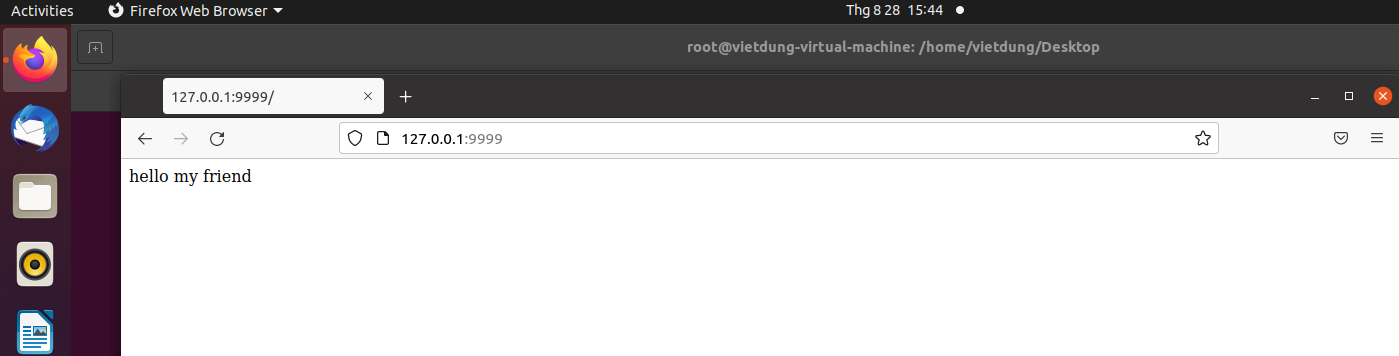 Activities Firefox Web Browser Thg 8 28 15:44
root@vietdung-virtual-machine: /home/vietdung/Desktop
127.0.0.1:9999/
127.0.0.1:9999
hello my friend